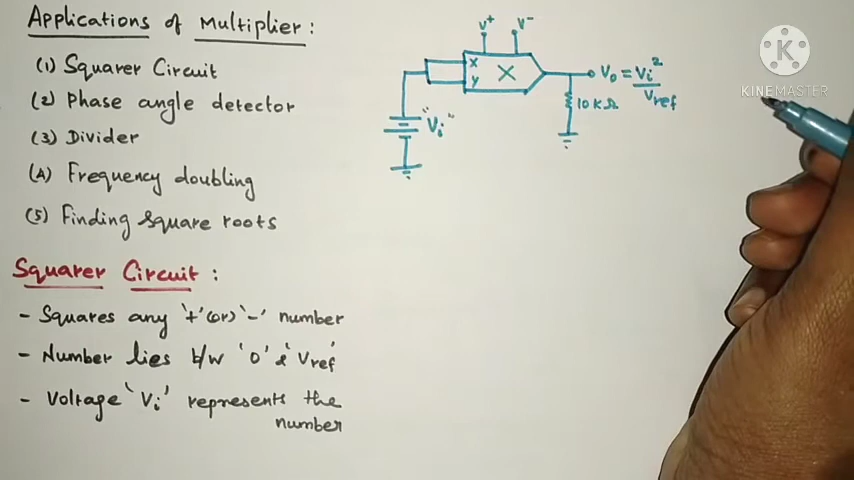 Applications of Multiplier :
(1) Squarer Circuit
(2) Phase angle detector
(3) Divider
(4) Frequency doubling
(5) Finding square roots
Squarer Circuit :
- Squares any '+' (or) '-' number
- Number lies b/w '0' & 'Vref'
- Voltage 'Vi' represents the
number
V+ V-
X
Y
X
"Vi"
Vo = Vi²
Vref
10KΩ
K
KINEMASTER